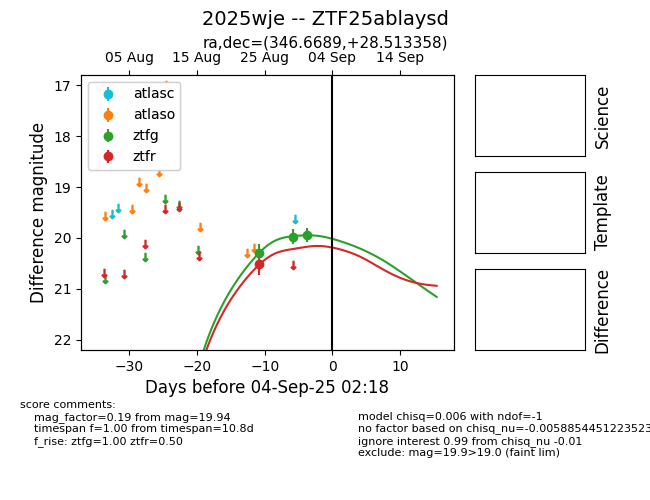 2025wje -- ZTF25ablaysd
ra,dec=(346.6689,+28.513358)
05 Aug 15 Aug 25 Aug 04 Sep 14 Sep
atlasc
atlaso
ztfg
ztfr
Difference magnitude
17
18
19
20
21
22
−30 −20 −10 0 10
Days before 04-Sep-25 02:18
Science
Template
Difference
score comments:
mag_factor=0.19 from mag=19.94
timespan f=1.00 from timespan=10.8d
f_rise: ztfg=1.00 ztfr=0.50
model chisq=0.006 with ndof=-1
no factor based on chisq_nu=-0.0058854451223523
ignore interest 0.99 from chisq_nu -0.01
exclude: mag=19.9>19.0 (faint lim)